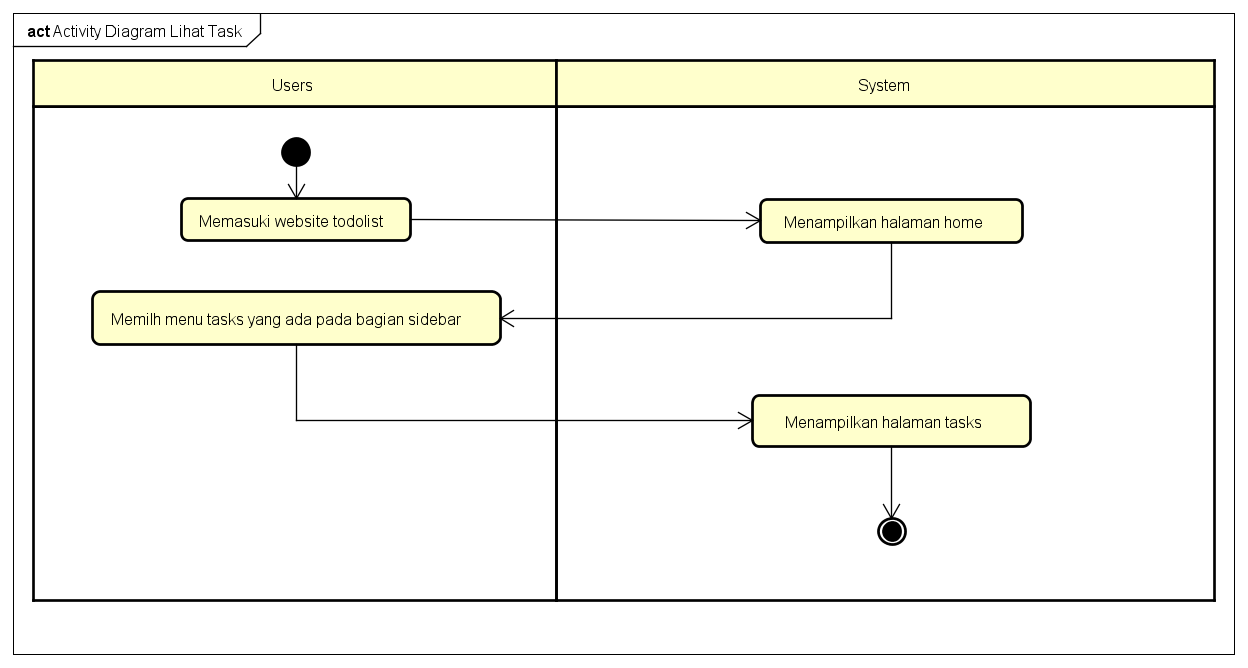 act Activity Diagram Lihat Task
Users
System
Memasuki website todolist
Menampilkan halaman home
Memilh menu tasks yang ada pada bagian sidebar
Menampilkan halaman tasks